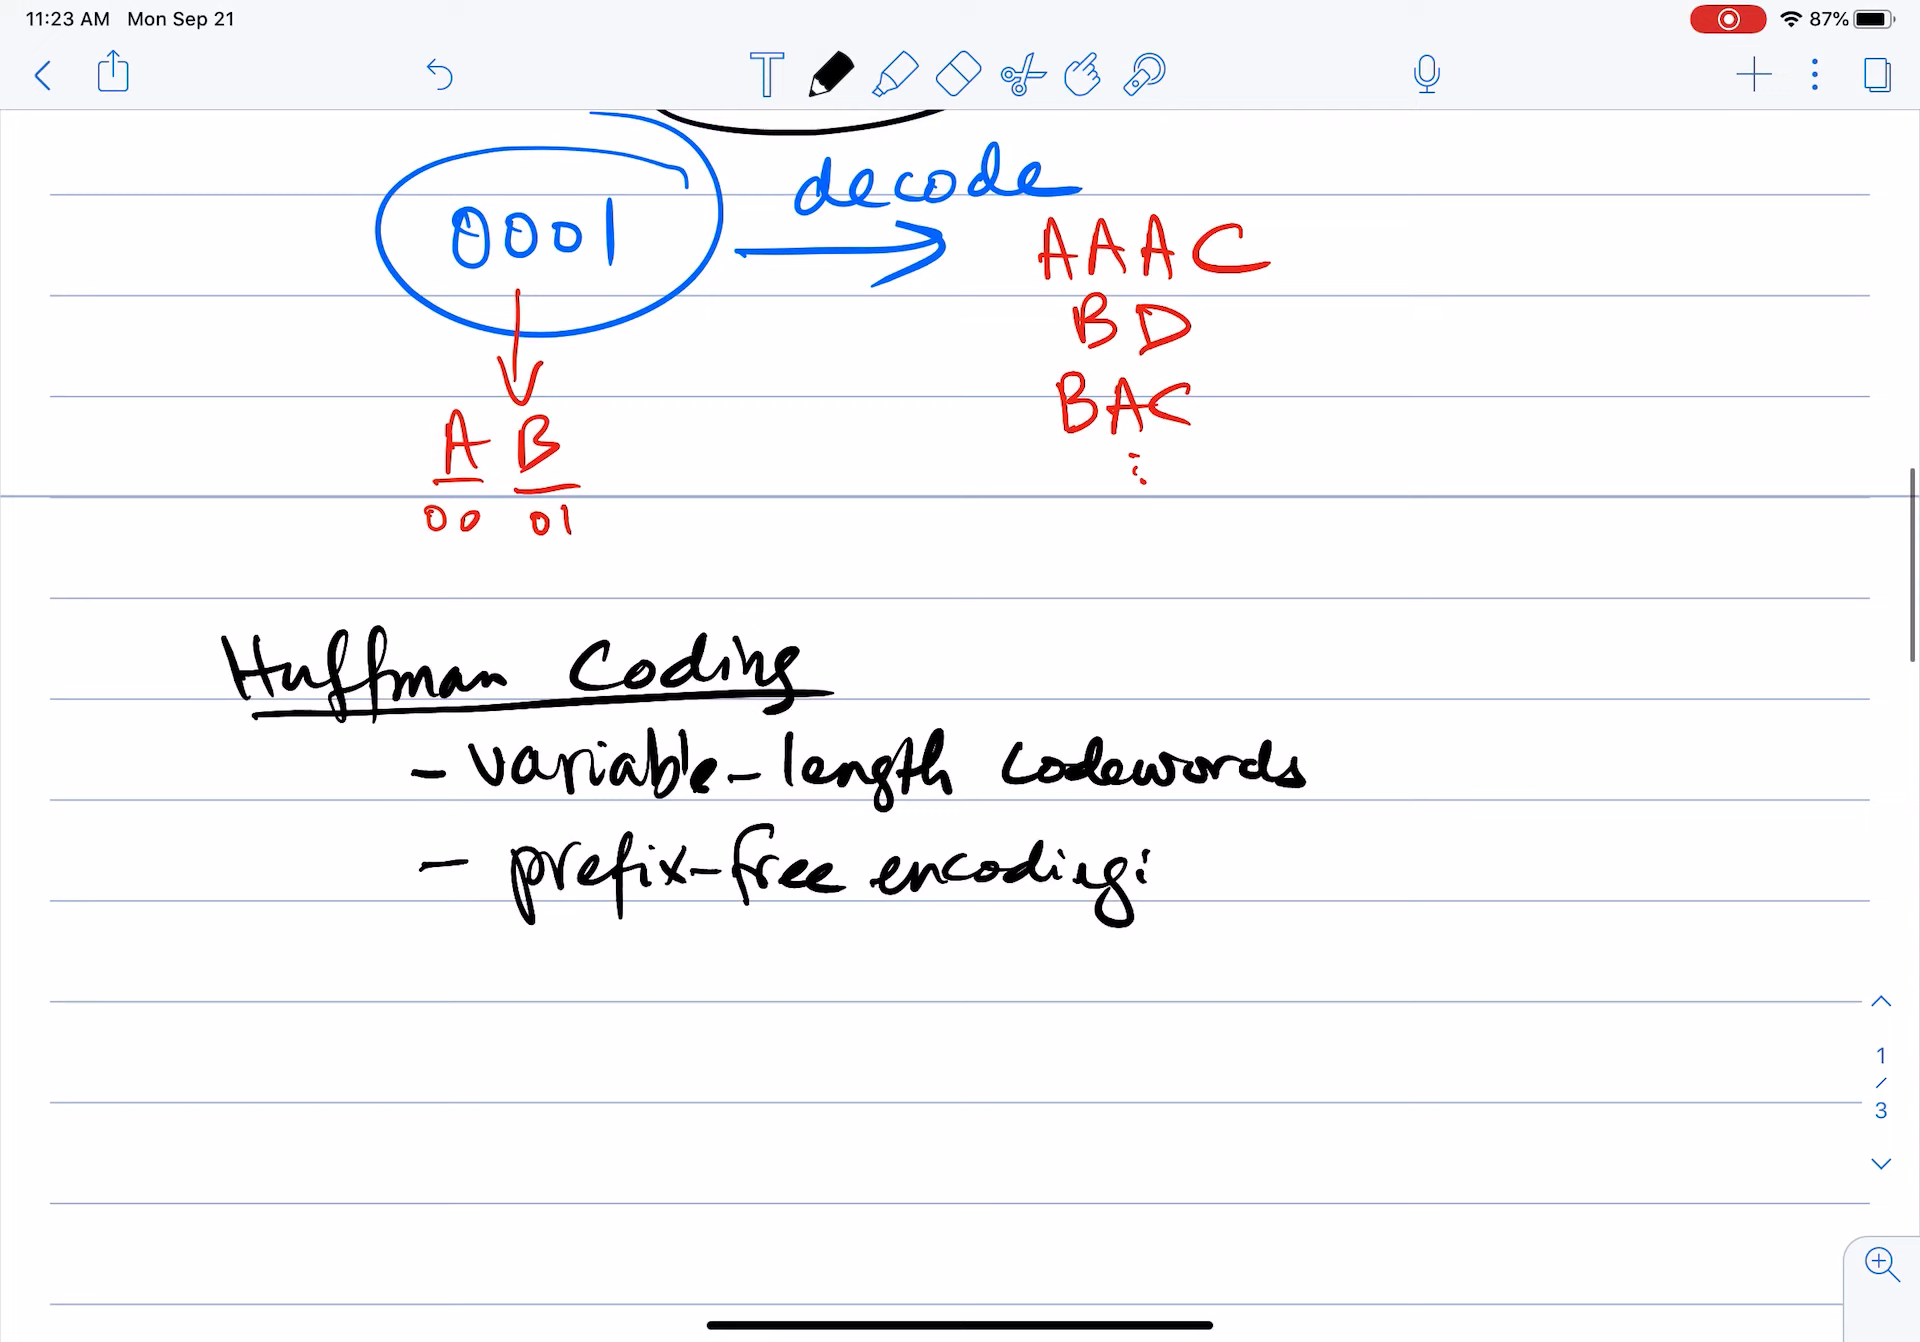 11:23 AM Mon Sep 21
87%
decode
0001
AAAC
BD
BAC
⋮
A B
00 01
Huffman Coding
- variable-length codewords
- prefix-free encoding:
1
/
3